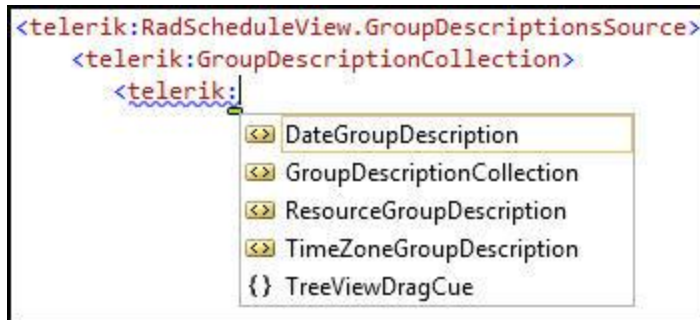 <telerik:RadScheduleView.GroupDescriptionsSource>
<telerik:GroupDescriptionCollection>
<telerik:
DateGroupDescription
GroupDescriptionCollection
ResourceGroupDescription
TimeZoneGroupDescription
{} TreeViewDragCue